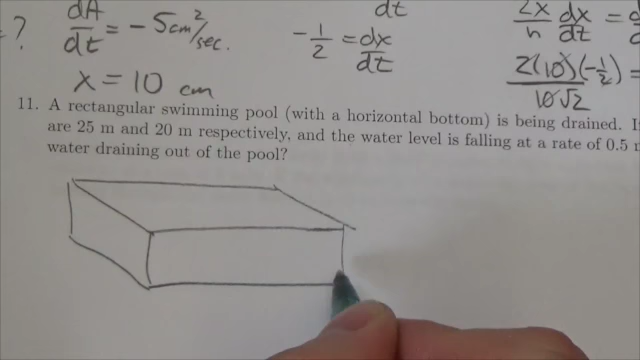 = ? dA/dt = -5 cm²/sec.
x = 10 cm
dt
-1/2 = dx/dt
2x/h dx/dt =
2(10)(-1/2)/10√2 =
11. A rectangular swimming pool (with a horizontal bottom) is being drained.
are 25 m and 20 m respectively, and the water level is falling at a rate of 0.5
water draining out of the pool?